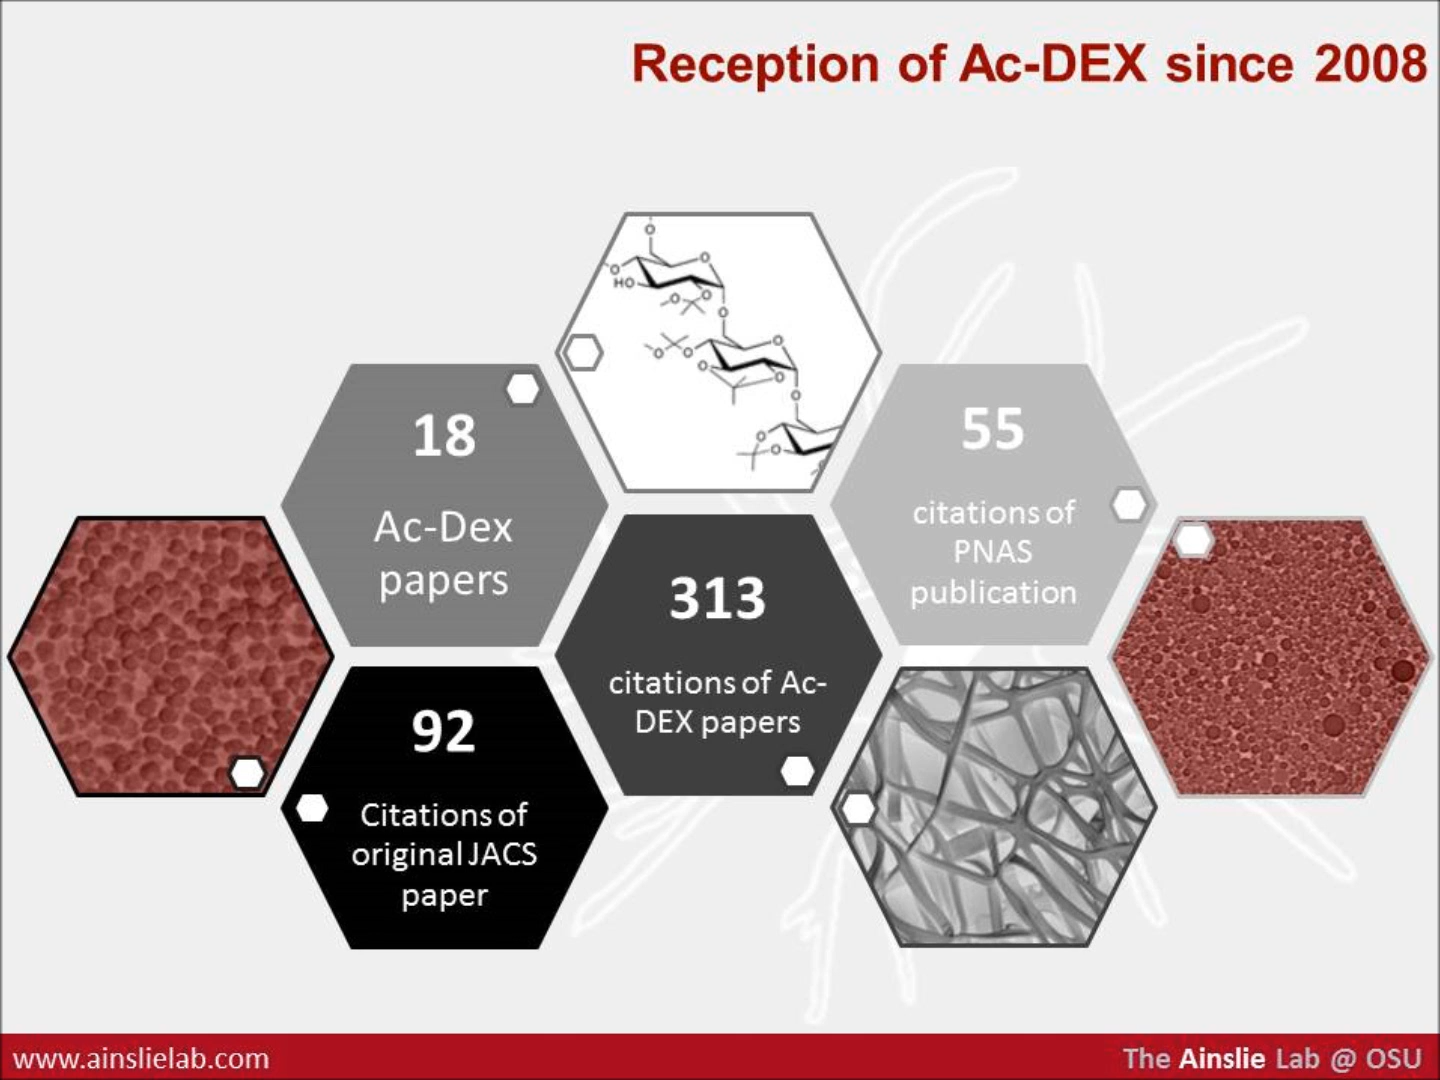 Reception of Ac-DEX since 2008
18
Ac-Dex
papers
55
citations of
PNAS
publication
313
citations of Ac-
DEX papers
92
Citations of
original JACS
paper
O
O
O
HO
O
O
O
O
O
O
O
O
O
O
O
O
www.ainslielab.com
The Ainslie Lab @ OSU